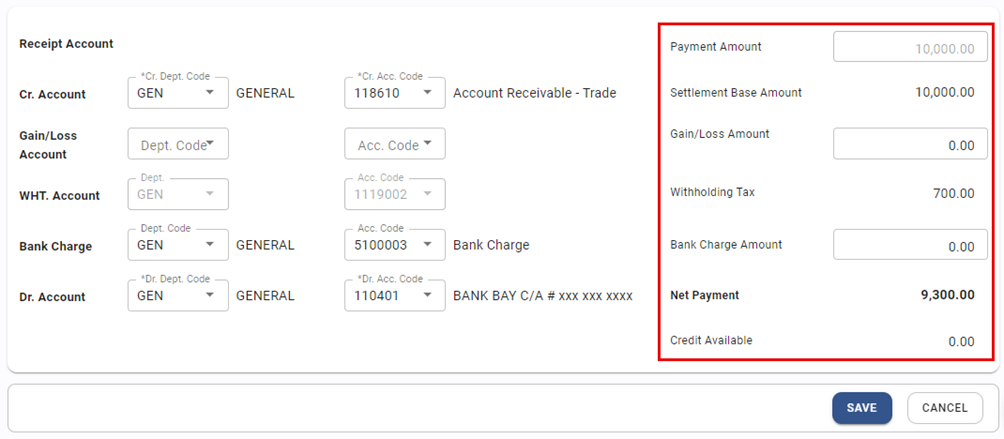 Receipt Account
Payment Amount 10,000.00
*Cr. Dept. Code *Cr. Acc. Code
Cr. Account GEN GENERAL 118610 Account Receivable - Trade
Settlement Base Amount 10,000.00
Gain/Loss
Account Dept. Code Acc. Code
Gain/Loss Amount 0.00
Dept. Acc. Code
WHT. Account GEN 1119002
Withholding Tax 700.00
Dept. Code Acc. Code
Bank Charge GEN GENERAL 5100003 Bank Charge
Bank Charge Amount 0.00
*Dr. Dept. Code *Dr. Acc. Code
Dr. Account GEN GENERAL 110401 BANK BAY C/A # xxx xxx xxxx
Net Payment 9,300.00
Credit Available 0.00
SAVE CANCEL